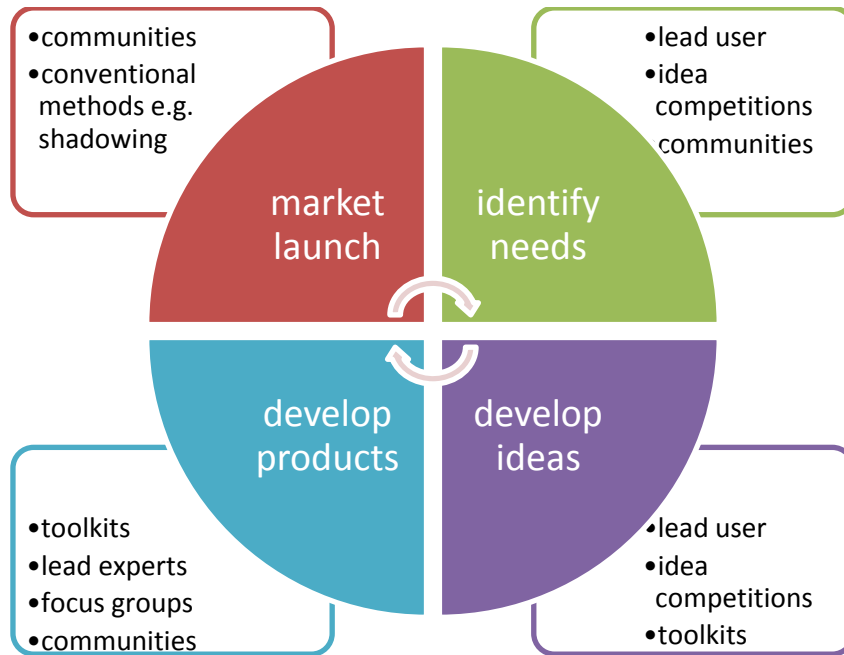 •communities
•conventional
methods e.g.
shadowing
market
launch
•lead user
•idea
competitions
•communities
identify
needs
develop
products
•toolkits
•lead experts
•focus groups
•communities
develop
ideas
•lead user
•idea
competitions
•toolkits